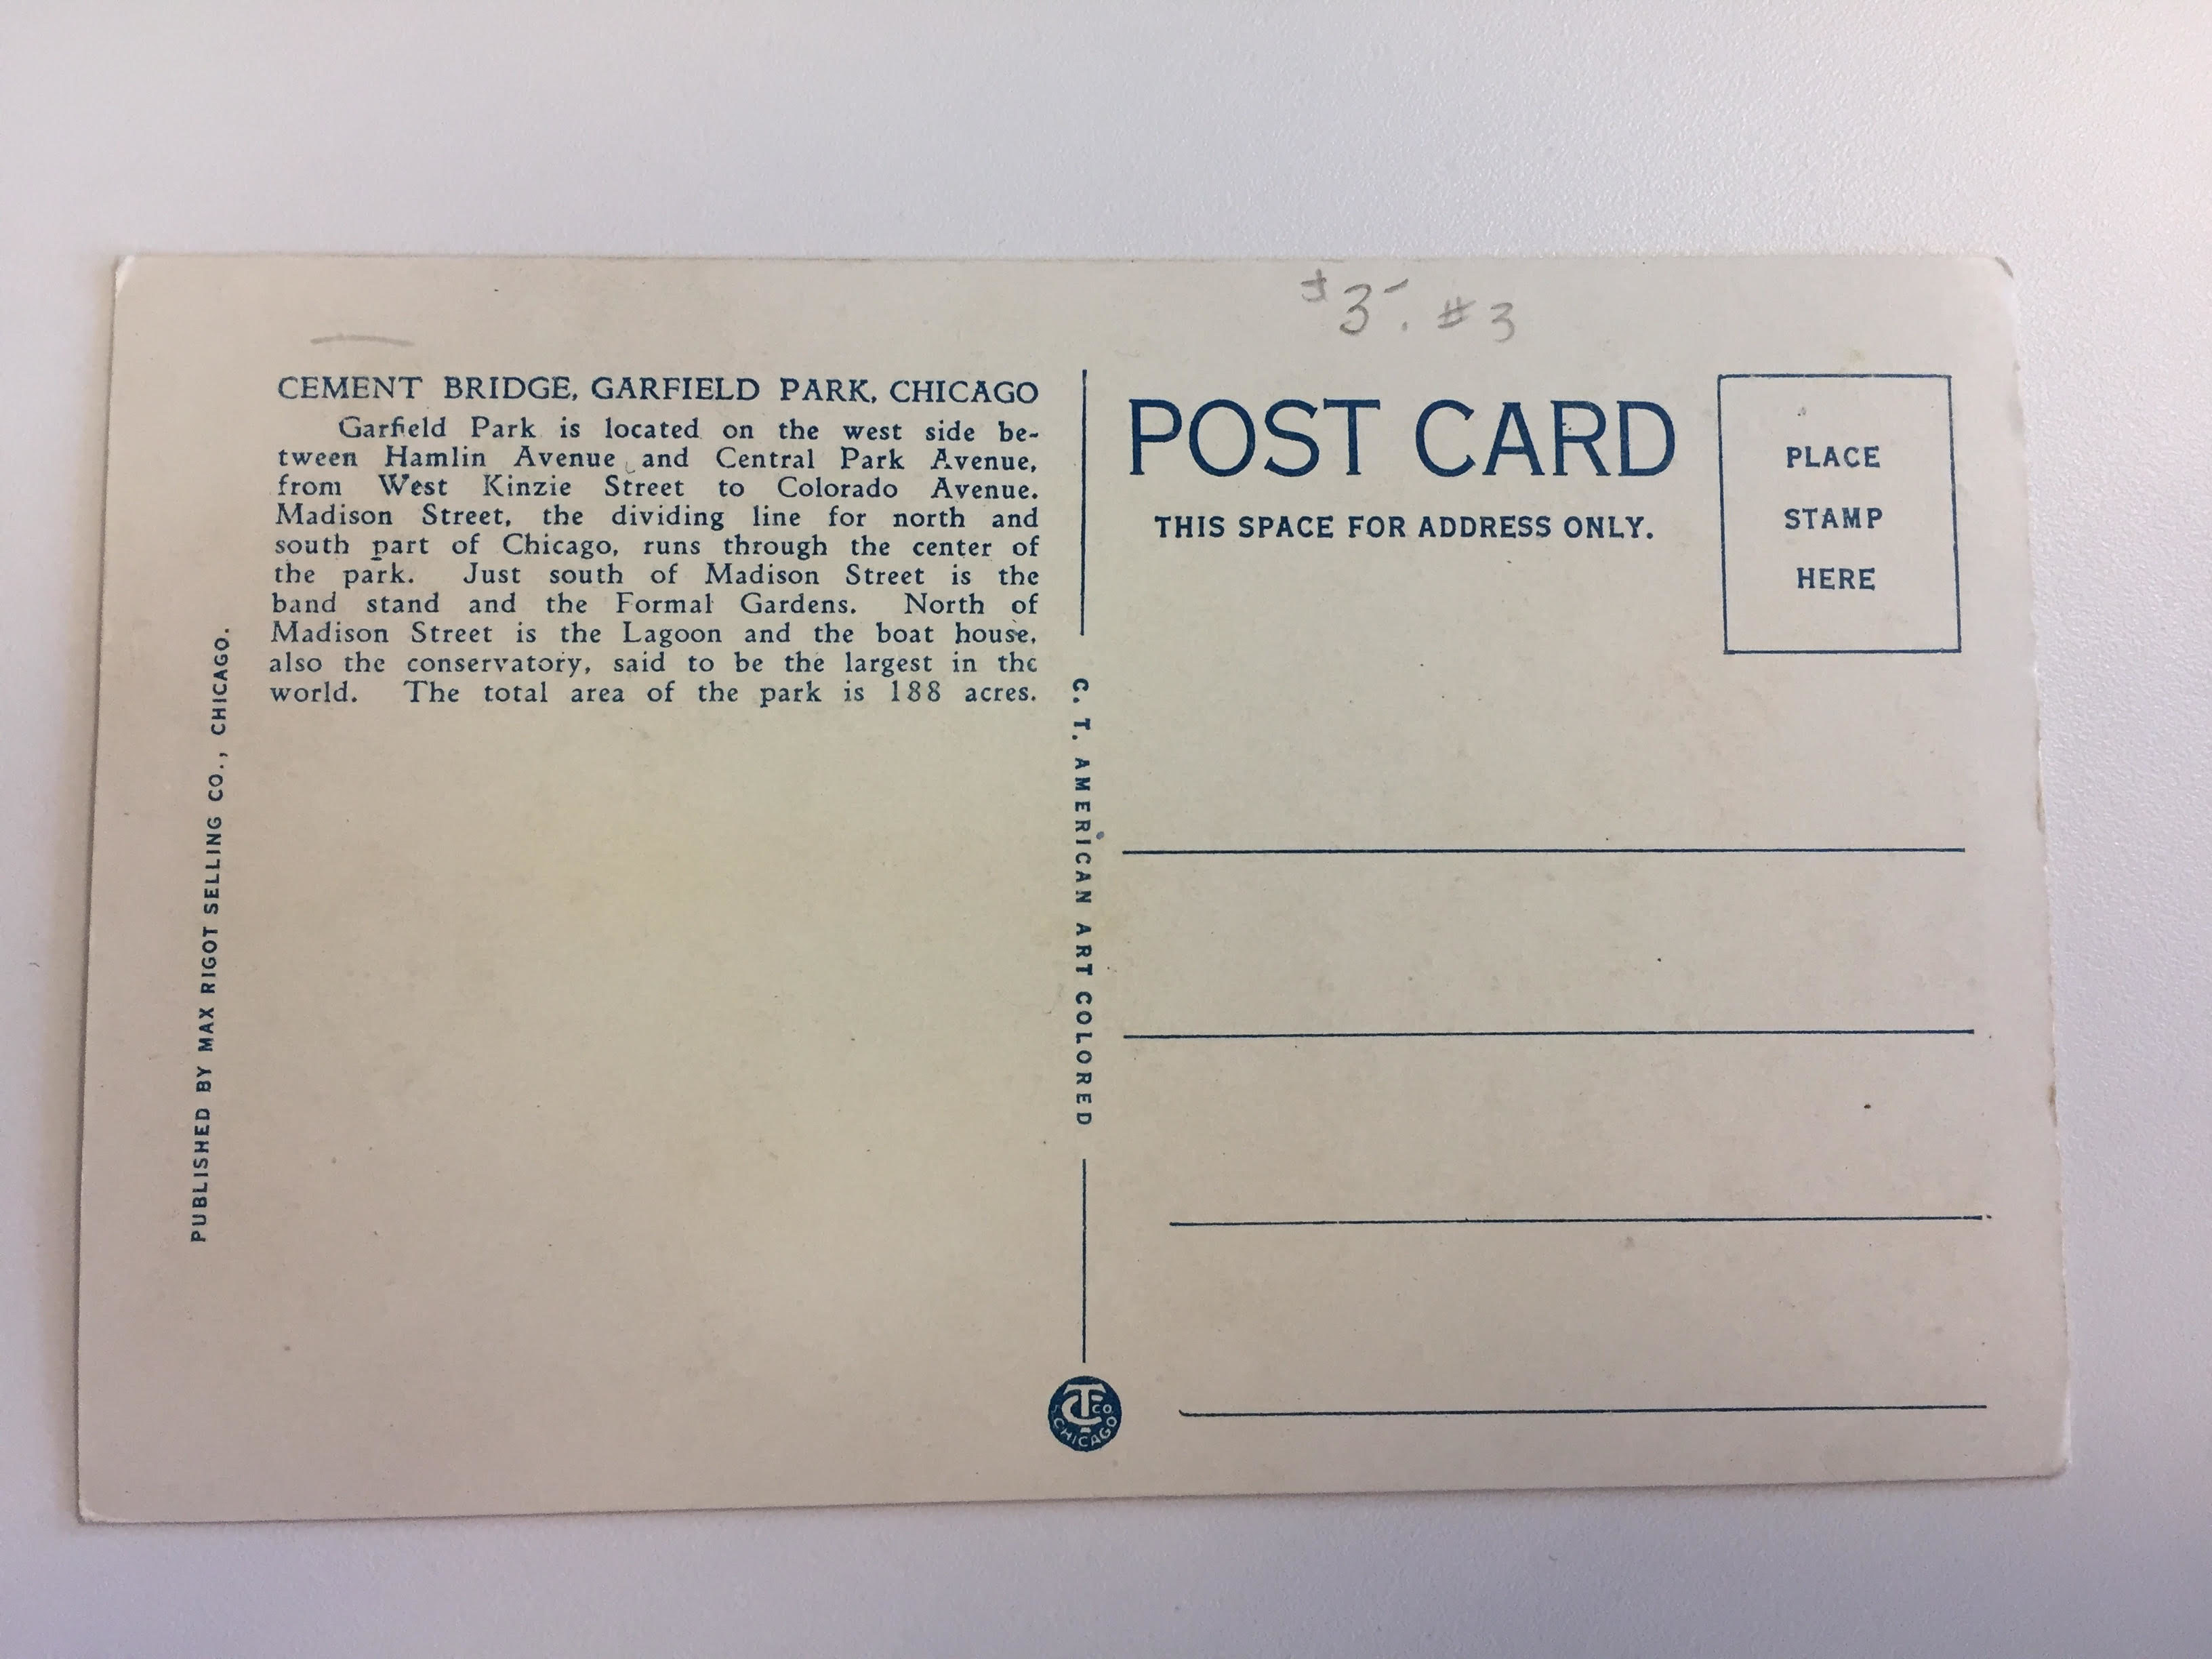 $3-. #3
CEMENT BRIDGE, GARFIELD PARK, CHICAGO
Garfield Park is located on the west side be-
tween Hamlin Avenue and Central Park Avenue,
from West Kinzie Street to Colorado Avenue.
Madison Street, the dividing line for north and
south part of Chicago, runs through the center of
the park. Just south of Madison Street is the
band stand and the Formal Gardens. North of
Madison Street is the Lagoon and the boat house,
also the conservatory, said to be the largest in the
world. The total area of the park is 188 acres.
PUBLISHED BY MAX RIGOT SELLING CO., CHICAGO.
C. T. AMERICAN ART COLORED
CT CO
CHICAGO
POST CARD
THIS SPACE FOR ADDRESS ONLY.
PLACE
STAMP
HERE